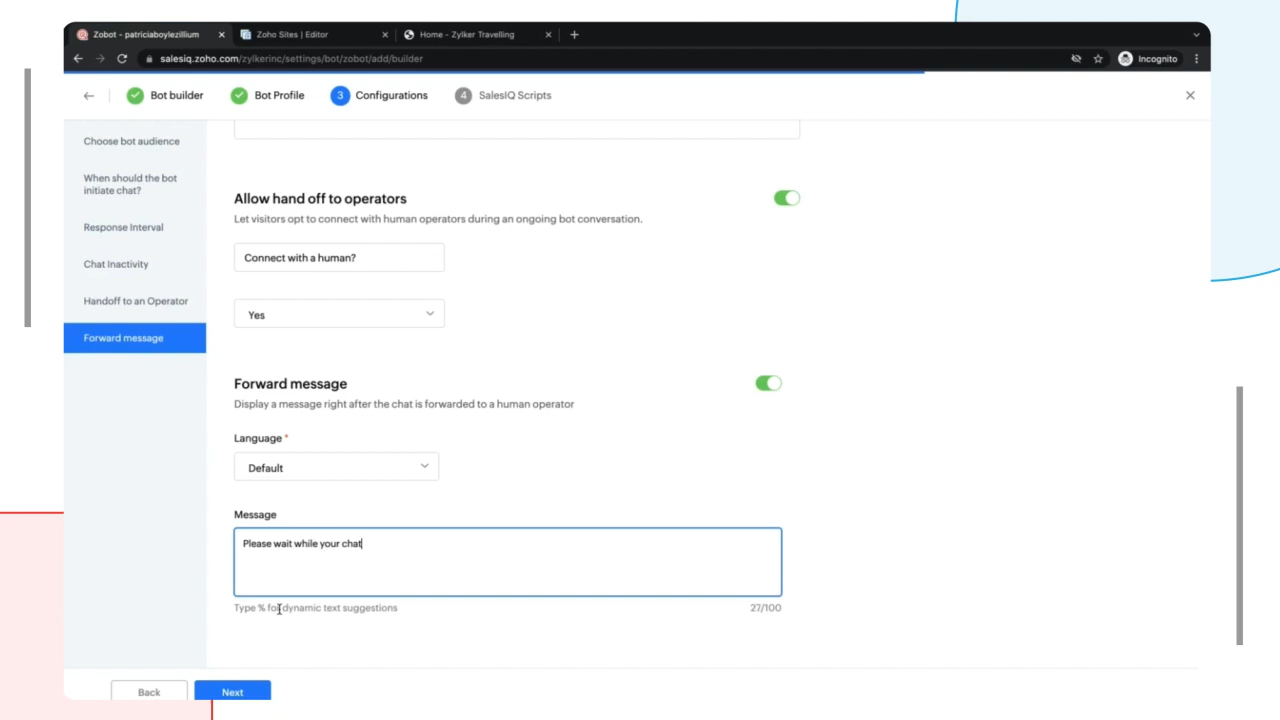 Zobot - patriciaboylezillium
Zoho Sites | Editor
Home - Zylker Travelling
salesiq.zoho.com/zylkerinc/settings/bot/zobot/add/builder
Incognito
Bot builder
Bot Profile
3 Configurations
4 SalesIQ Scripts
Choose bot audience
When should the bot
initiate chat?
Response Interval
Chat Inactivity
Handoff to an Operator
Forward message
Allow hand off to operators
Let visitors opt to connect with human operators during an ongoing bot conversation.
Connect with a human?
Yes
Forward message
Display a message right after the chat is forwarded to a human operator
Language *
Default
Message
Please wait while your chat
Type % for dynamic text suggestions
27/100
Back
Next